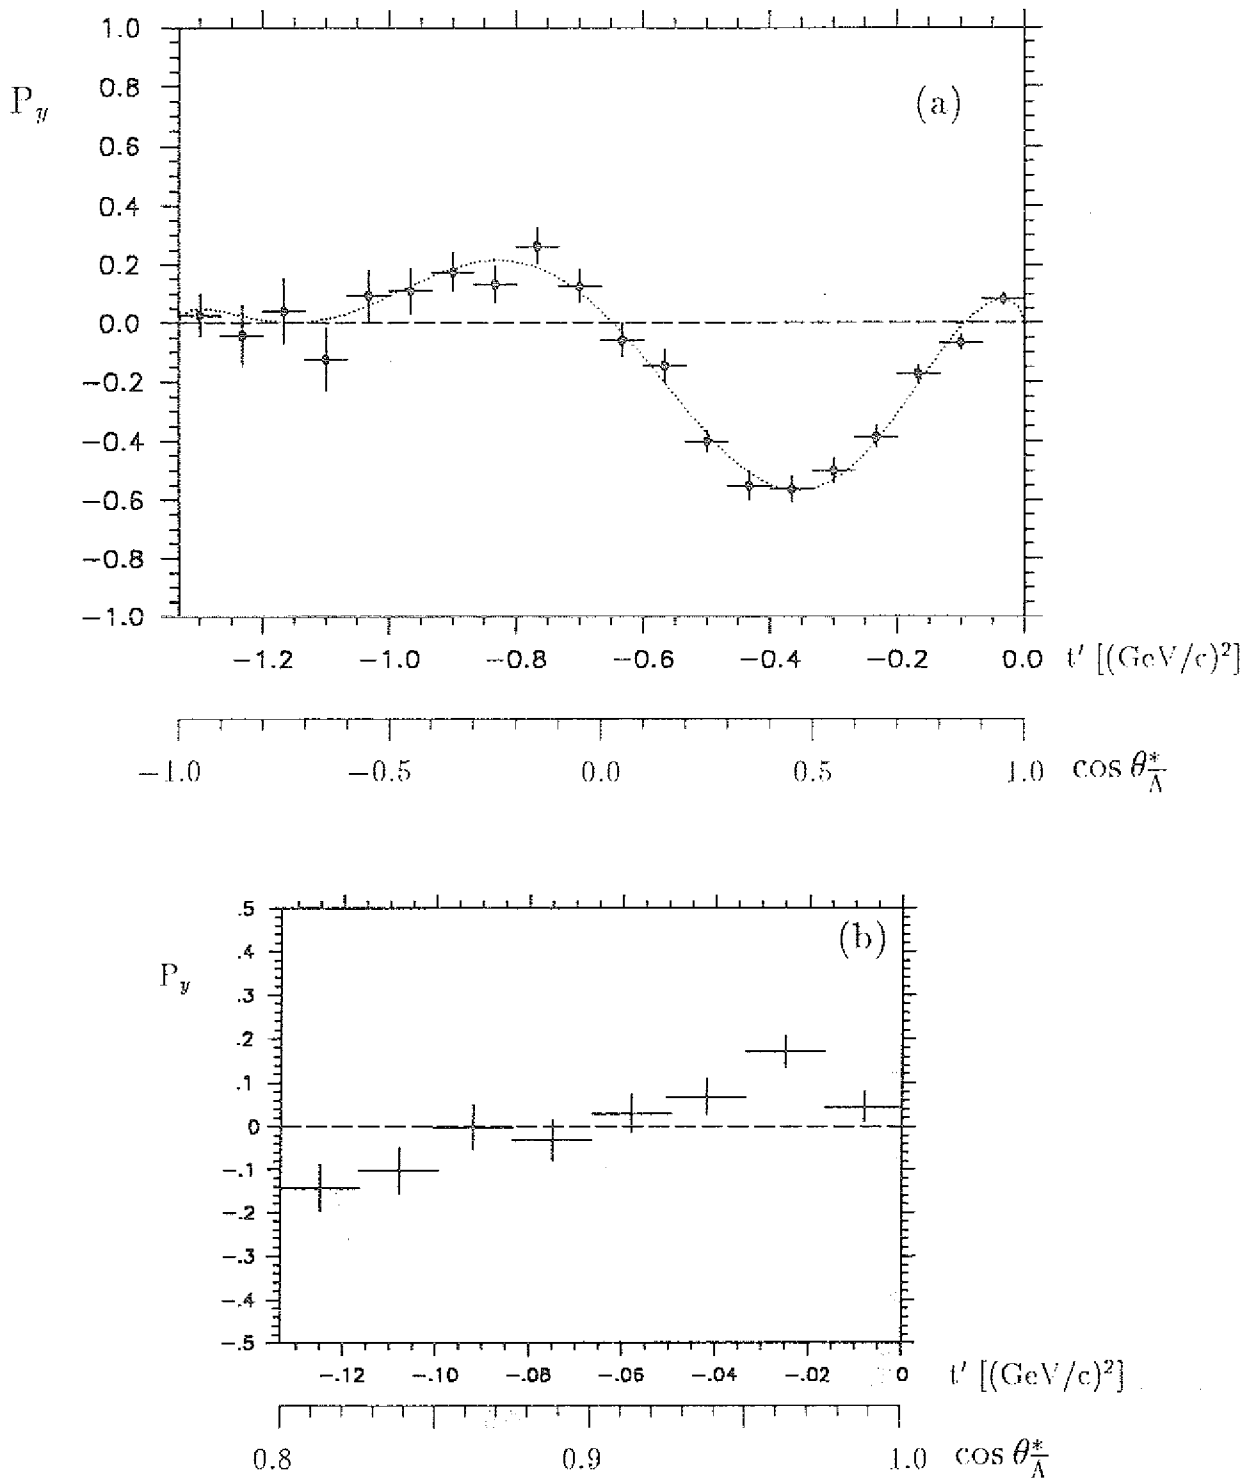 1.0
0.8
P_y
(a)
0.6
0.4
0.2
0.0
−0.2
−0.4
−0.6
−0.8
−1.0
−1.2 −1.0 −0.8 −0.6 −0.4 −0.2 0.0 t′ [(GeV/c)²]
−1.0 −0.5 0.0 0.5 1.0 cos θ*_Λ̅
.5
(b)
.4
P_y
.3
.2
.1
0
−.1
−.2
−.3
−.4
−.5
−.12 −.10 −.08 −.06 −.04 −.02 0 t′ [(GeV/c)²]
0.8 0.9 1.0 cos θ*_Λ̅